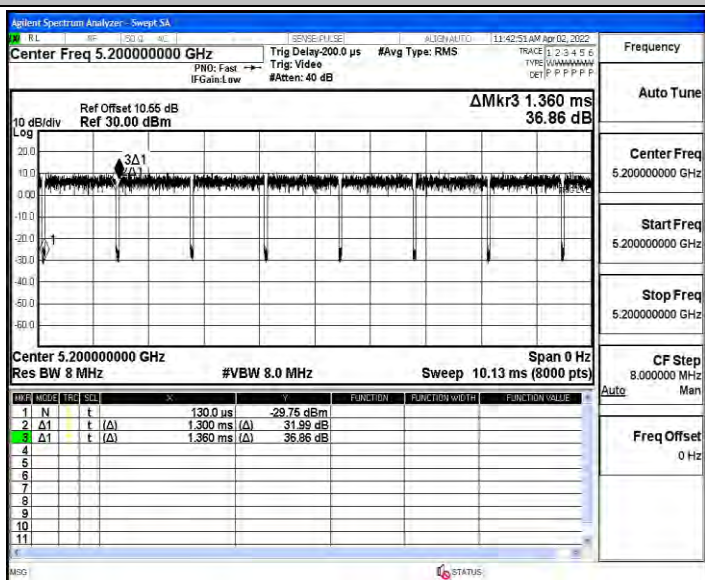 Agilent Spectrum Analyzer - Swept SA
RL RF 50 Ω AC SENSE:PULSE ALIGN AUTO 11:42:51 AM Apr 02, 2022
Center Freq 5.200000000 GHz
Trig Delay-200.0 µs #Avg Type: RMS
TRACE 1 2 3 4 5 6
PNO: Fast Trig: Video
TYPE WWWWWW
IFGain:Low #Atten: 40 dB
DET P P P P P P
ΔMkr3 1.360 ms
36.86 dB
Ref Offset 10.55 dB
10 dB/div Ref 30.00 dBm
Log
20.0
10.0
0.00
-10.0
-20.0
-30.0
-40.0
-50.0
-60.0
3Δ1
2Δ1
1
Center 5.200000000 GHz Span 0 Hz
Res BW 8 MHz #VBW 8.0 MHz Sweep 10.13 ms (8000 pts)
MKR MODE TRC SCL X Y FUNCTION FUNCTION WIDTH FUNCTION VALUE
1 N t 130.0 µs -29.75 dBm
2 Δ1 t (Δ) 1.300 ms (Δ) 31.99 dB
3 Δ1 t (Δ) 1.360 ms (Δ) 36.86 dB
4
5
6
7
8
9
10
11
MSG STATUS
Frequency
Auto Tune
Center Freq
5.200000000 GHz
Start Freq
5.200000000 GHz
Stop Freq
5.200000000 GHz
CF Step
8.000000 MHz
Auto Man
Freq Offset
0 Hz